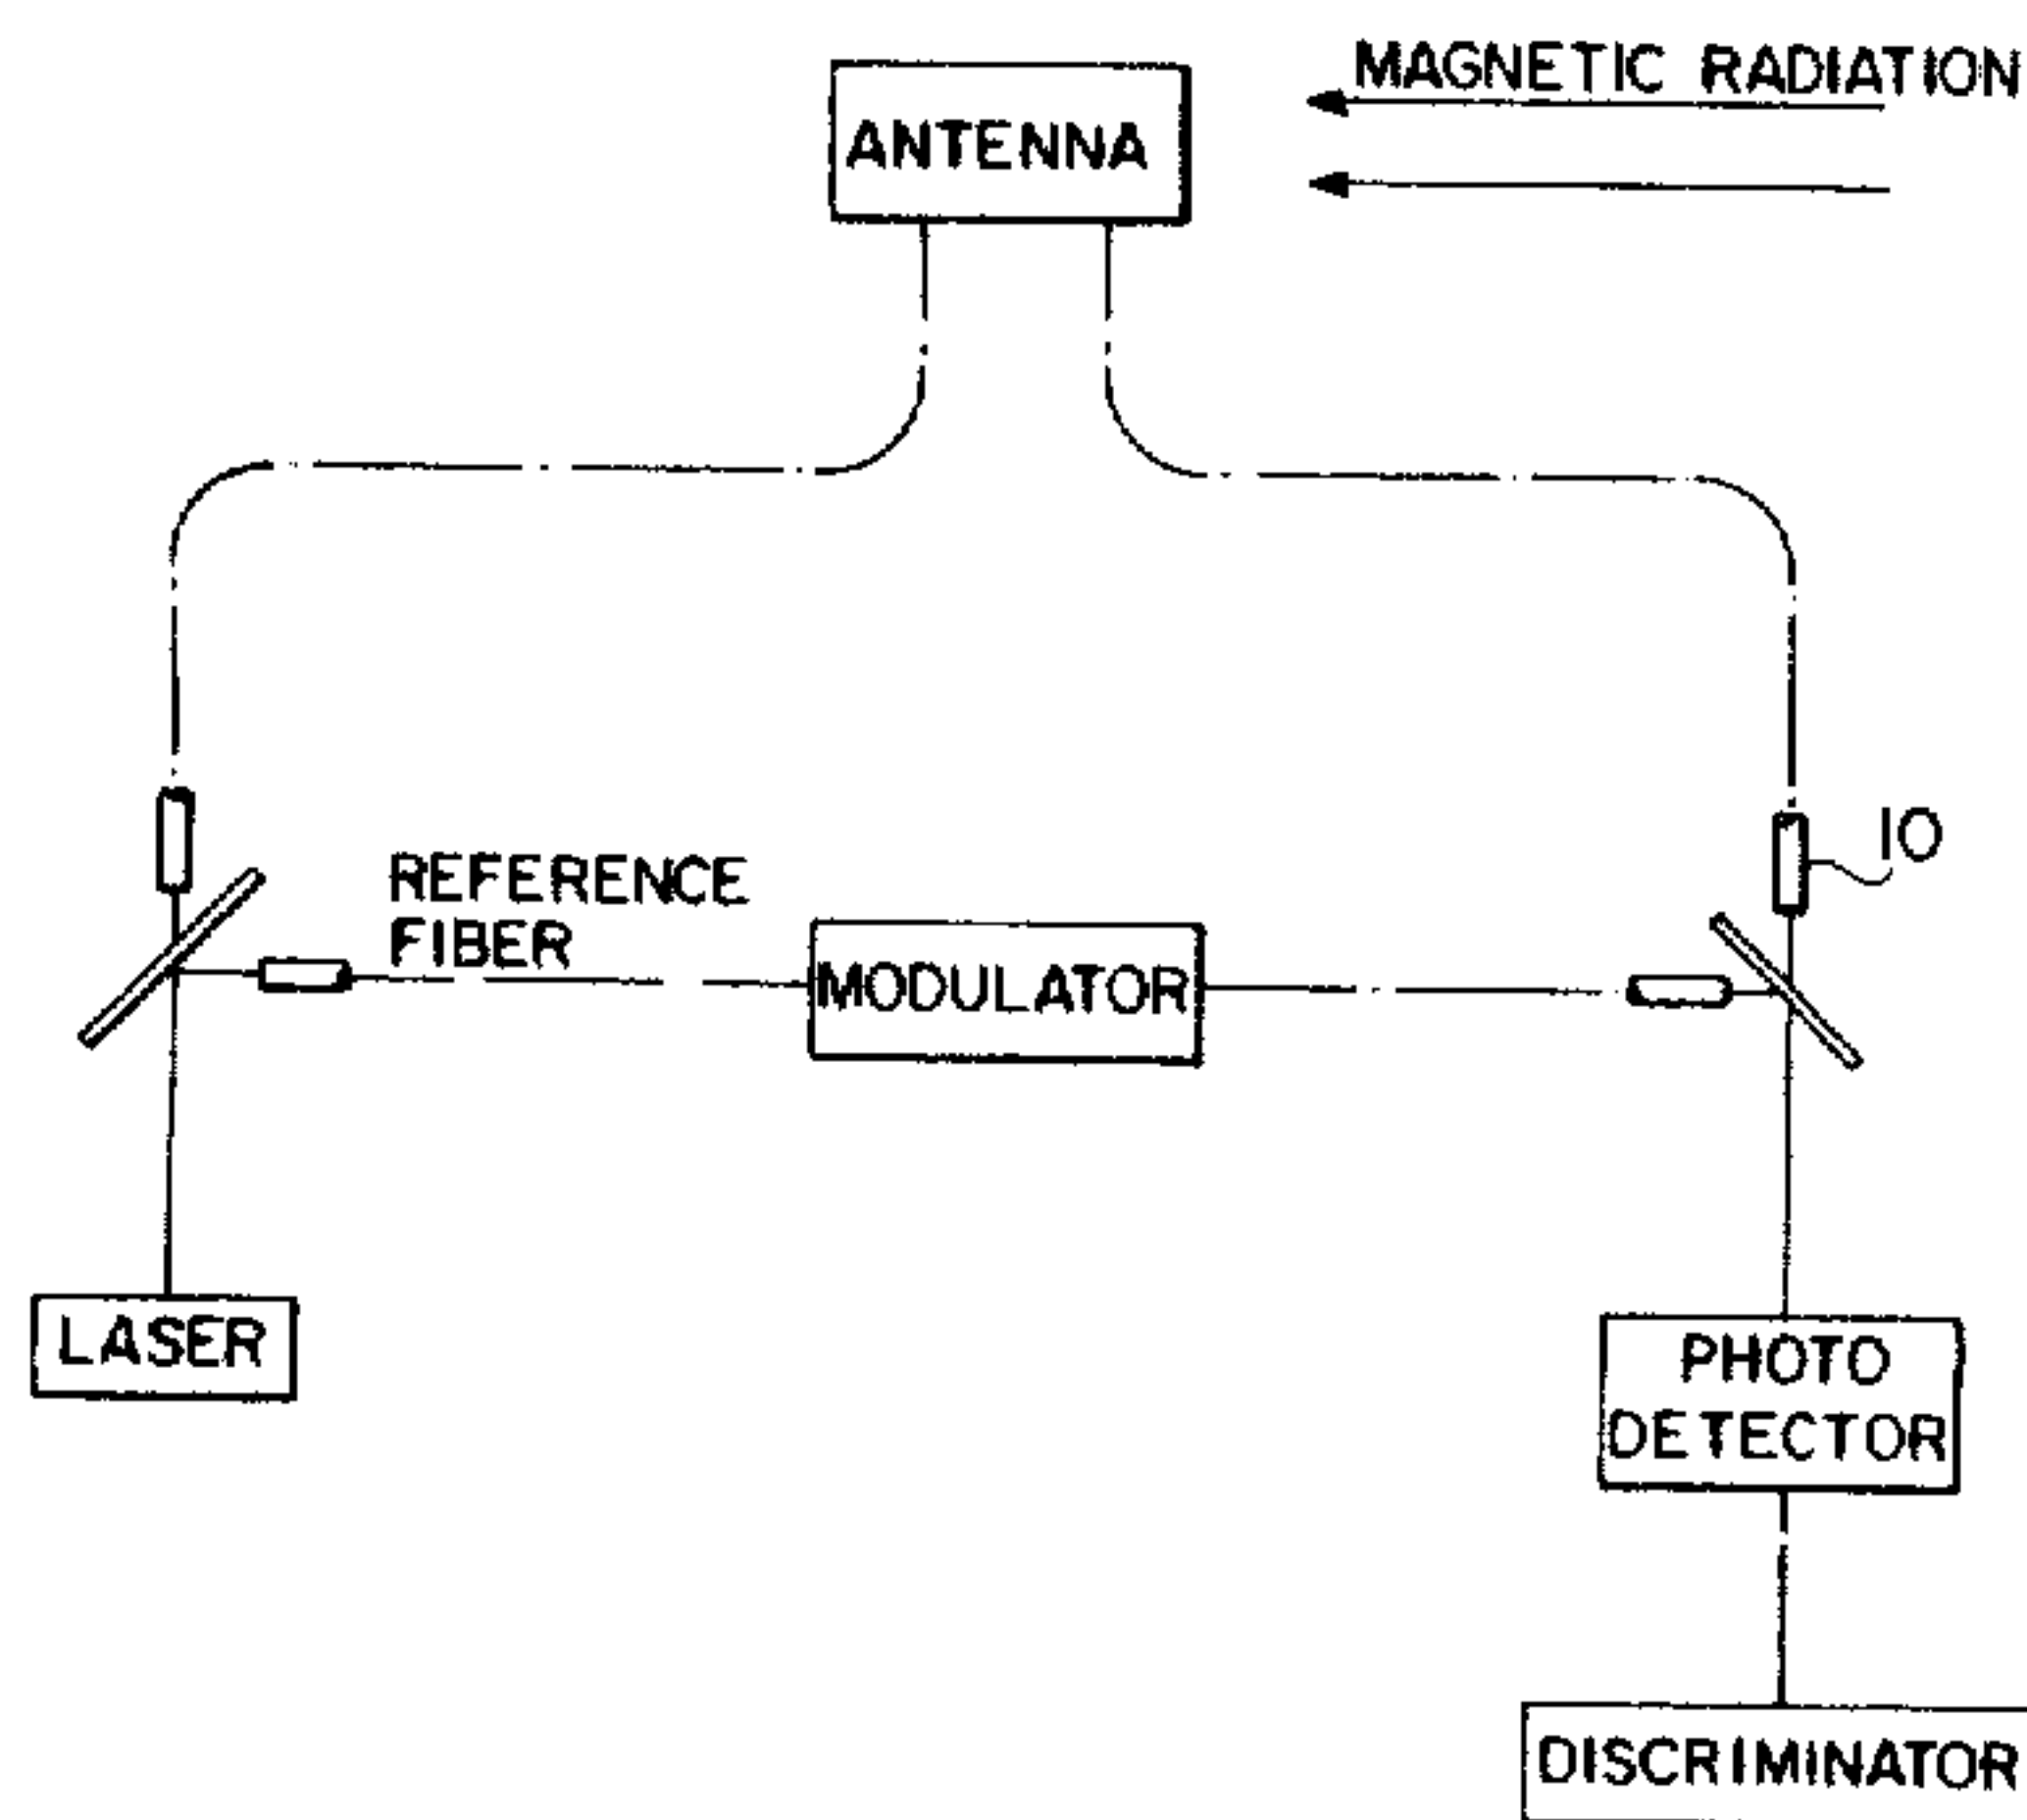 MAGNETIC RADIATION
ANTENNA
10
REFERENCE
FIBER
MODULATOR
LASER
PHOTO
DETECTOR
DISCRIMINATOR